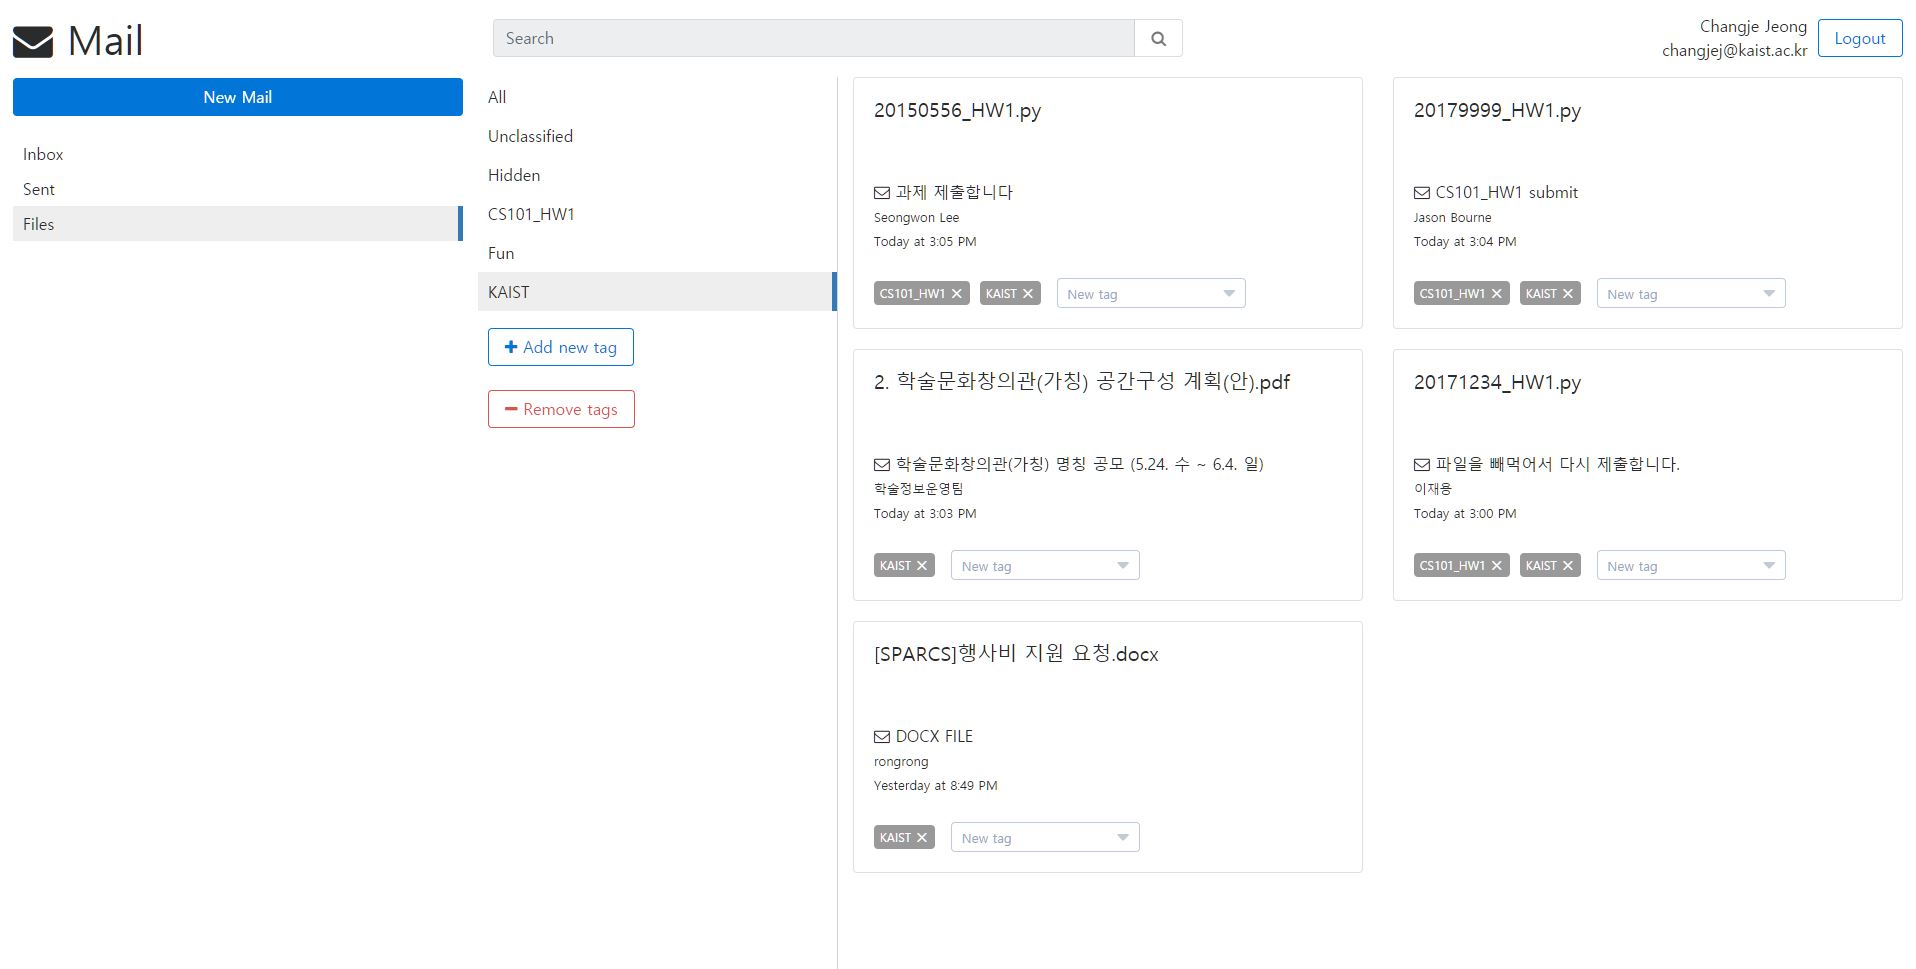 Mail
Search
Changje Jeong
changjej@kaist.ac.kr
Logout
New Mail
Inbox
Sent
Files
All
Unclassified
Hidden
CS101_HW1
Fun
KAIST
Add new tag
Remove tags
20150556_HW1.py
과제 제출합니다
Seongwon Lee
Today at 3:05 PM
CS101_HW1 KAIST New tag
20179999_HW1.py
CS101_HW1 submit
Jason Bourne
Today at 3:04 PM
CS101_HW1 KAIST New tag
2. 학술문화창의관(가칭) 공간구성 계획(안).pdf
학술문화창의관(가칭) 명칭 공모 (5.24. 수 ~ 6.4. 일)
학술정보운영팀
Today at 3:03 PM
KAIST New tag
20171234_HW1.py
파일을 빼먹어서 다시 제출합니다.
이재용
Today at 3:00 PM
CS101_HW1 KAIST New tag
[SPARCS]행사비 지원 요청.docx
DOCX FILE
rongrong
Yesterday at 8:49 PM
KAIST New tag